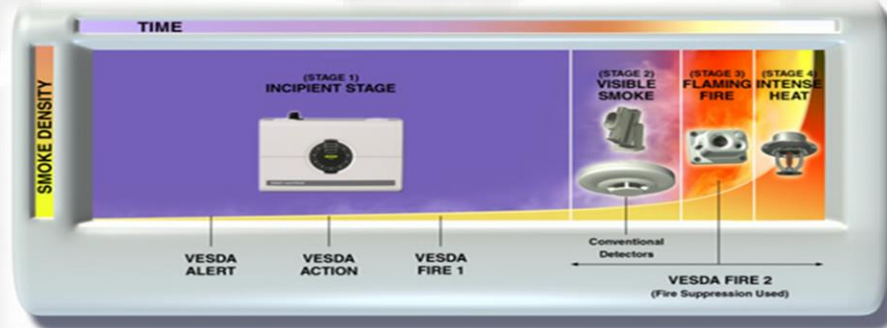 TIME
SMOKE DENSITY
(STAGE 1)
INCIPIENT STAGE
(STAGE 2)
VISIBLE
SMOKE
(STAGE 3)
FLAMING
FIRE
(STAGE 4)
INTENSE
HEAT
VESDA
ALERT
VESDA
ACTION
VESDA
FIRE 1
Conventional
Detectors
VESDA FIRE 2
(Fire Suppression Used)